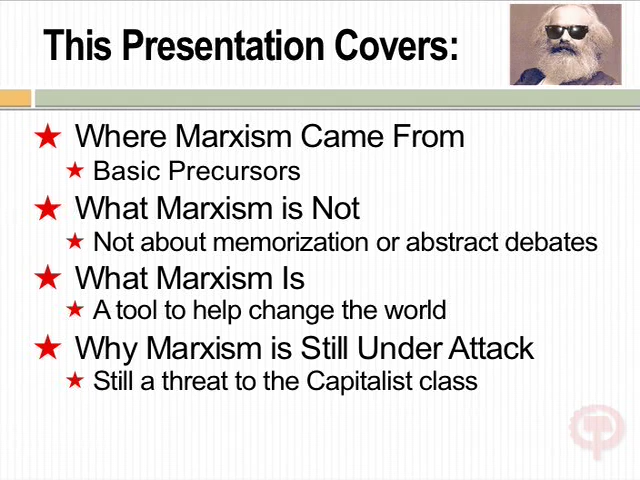 This Presentation Covers:
Where Marxism Came From
Basic Precursors
What Marxism is Not
Not about memorization or abstract debates
What Marxism Is
A tool to help change the world
Why Marxism is Still Under Attack
Still a threat to the Capitalist class